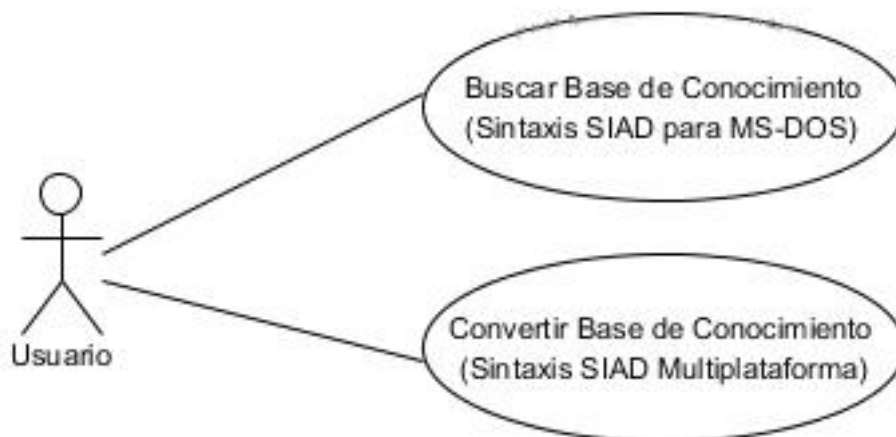 Buscar Base de Conocimiento
(Sintaxis SIAD para MS-DOS)
Usuario
Convertir Base de Conocimiento
(Sintaxis SIAD Multiplataforma)